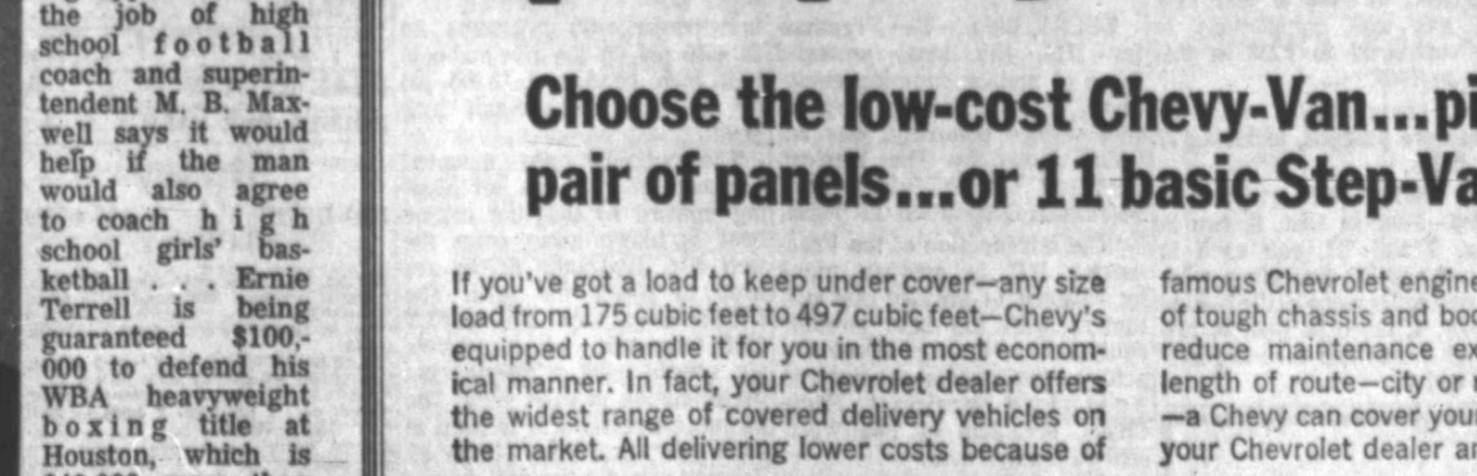 the job of high
school football
coach and superin-
tendent M. B. Max-
well says it would
help if the man
would also agree
to coach high
school girls' bas-
ketball . . . Ernie
Terrell is being
guaranteed $100,-
000 to defend his
WBA heavyweight
boxing title at
Houston, which is
Choose the low-cost Chevy-Van...pi
pair of panels...or 11 basic Step-Va
If you've got a load to keep under cover—any size
load from 175 cubic feet to 497 cubic feet—Chevy's
equipped to handle it for you in the most econom-
ical manner. In fact, your Chevrolet dealer offers
the widest range of covered delivery vehicles on
the market. All delivering lower costs because of
famous Chevrolet engine
of tough chassis and bod
reduce maintenance ex
length of route—city or
—a Chevy can cover your
your Chevrolet dealer a